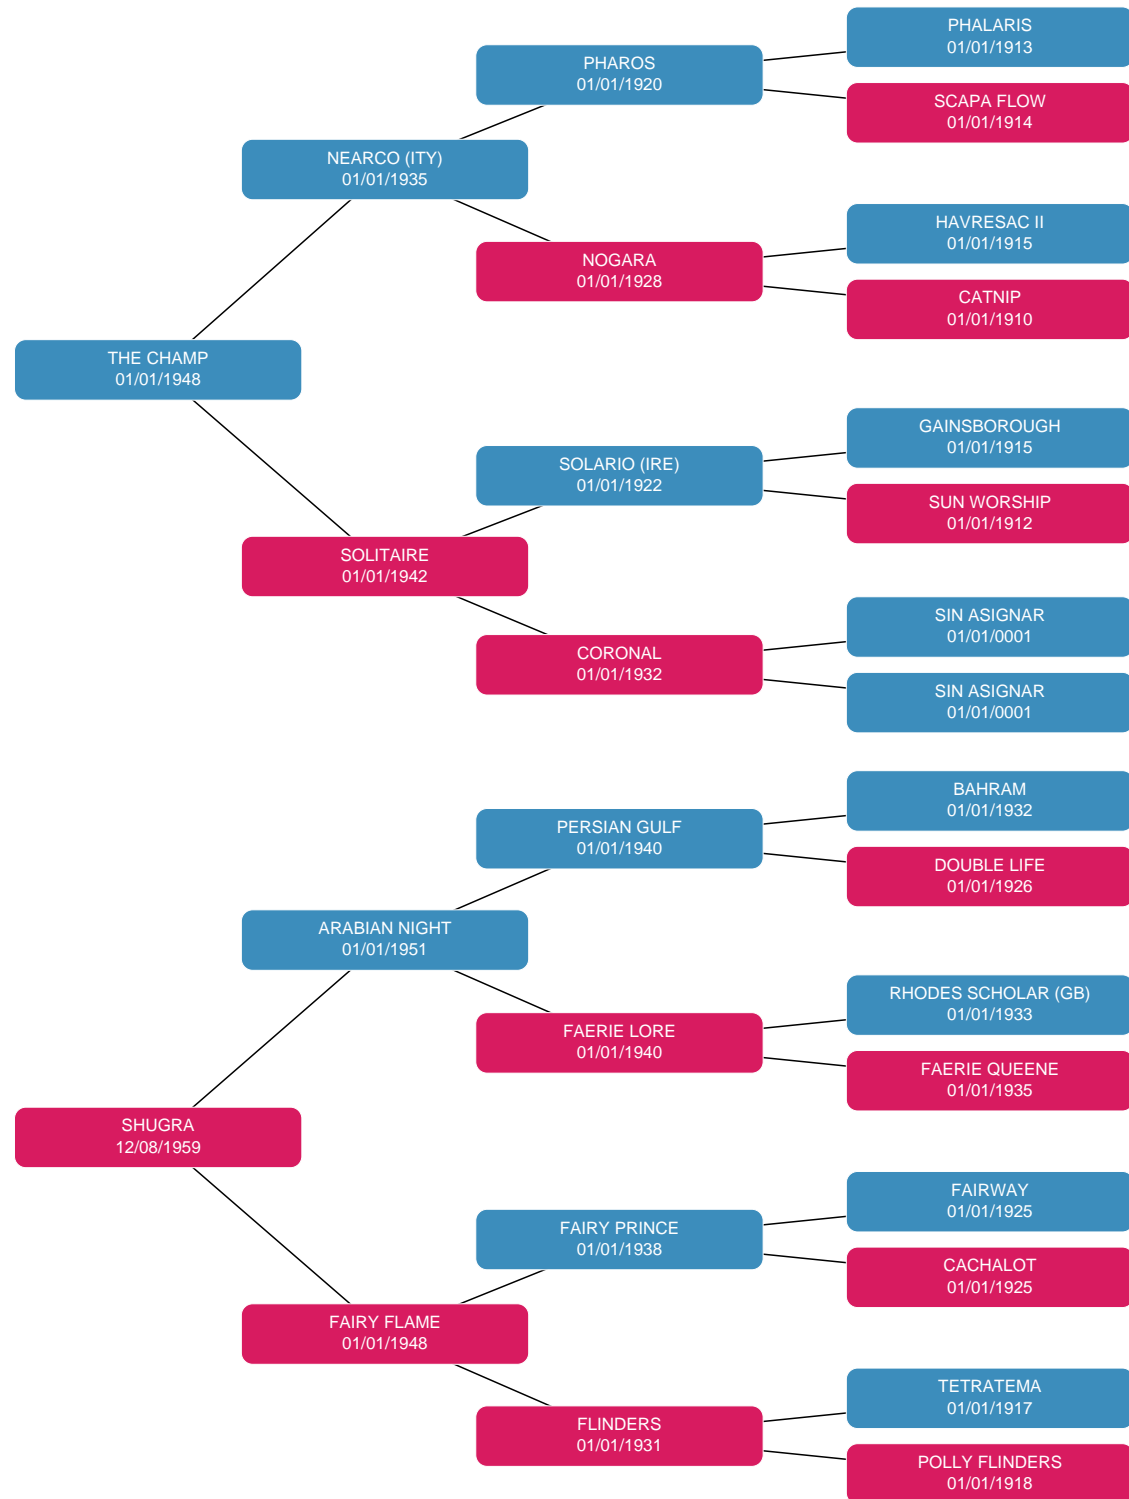 PHALARIS
01/01/1913
PHAROS
01/01/1920
SCAPA FLOW
01/01/1914
NEARCO (ITY)
01/01/1935
HAVRESAC II
01/01/1915
NOGARA
01/01/1928
CATNIP
01/01/1910
THE CHAMP
01/01/1948
GAINSBOROUGH
01/01/1915
SOLARIO (IRE)
01/01/1922
SUN WORSHIP
01/01/1912
SOLITAIRE
01/01/1942
SIN ASIGNAR
01/01/0001
CORONAL
01/01/1932
SIN ASIGNAR
01/01/0001
BAHRAM
01/01/1932
PERSIAN GULF
01/01/1940
DOUBLE LIFE
01/01/1926
ARABIAN NIGHT
01/01/1951
RHODES SCHOLAR (GB)
01/01/1933
FAERIE LORE
01/01/1940
FAERIE QUEENE
01/01/1935
SHUGRA
12/08/1959
FAIRWAY
01/01/1925
FAIRY PRINCE
01/01/1938
CACHALOT
01/01/1925
FAIRY FLAME
01/01/1948
TETRATEMA
01/01/1917
FLINDERS
01/01/1931
POLLY FLINDERS
01/01/1918